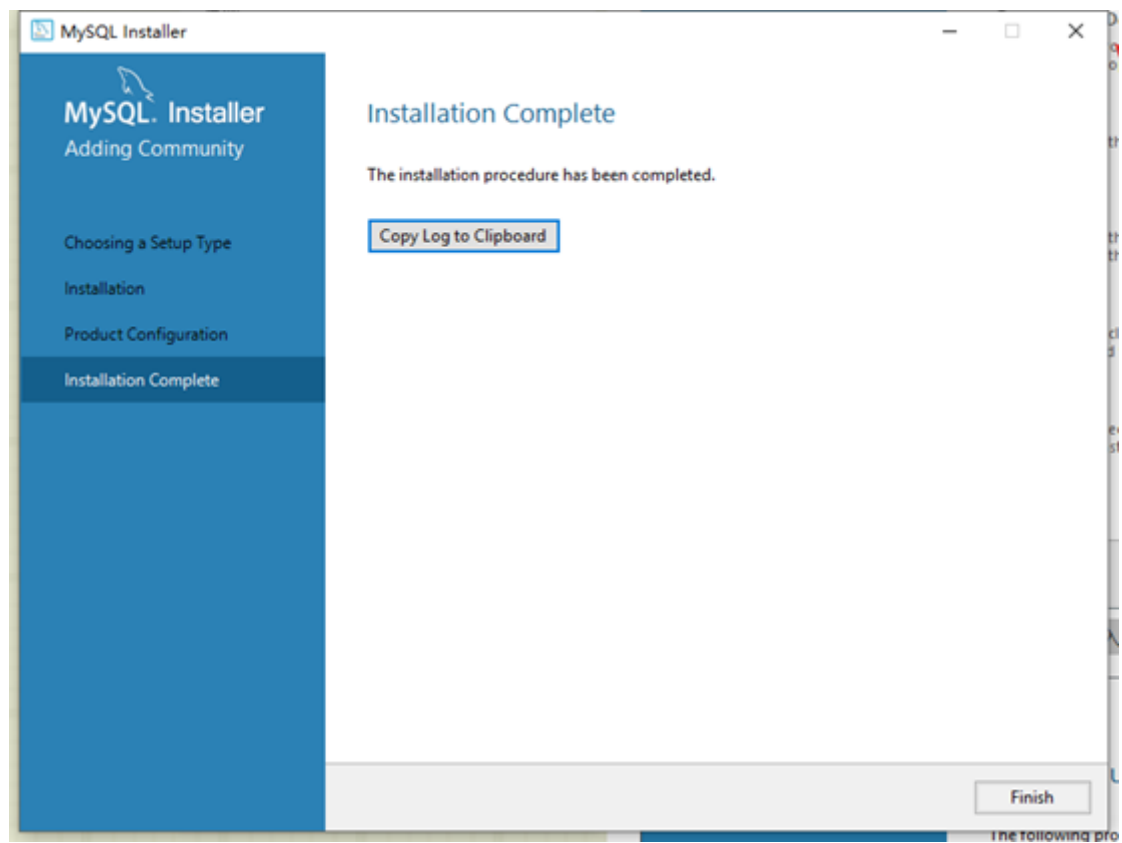 MySQL Installer
MySQL. Installer
Adding Community
Choosing a Setup Type
Installation
Product Configuration
Installation Complete
Installation Complete
The installation procedure has been completed.
Copy Log to Clipboard
Finish
The following pro